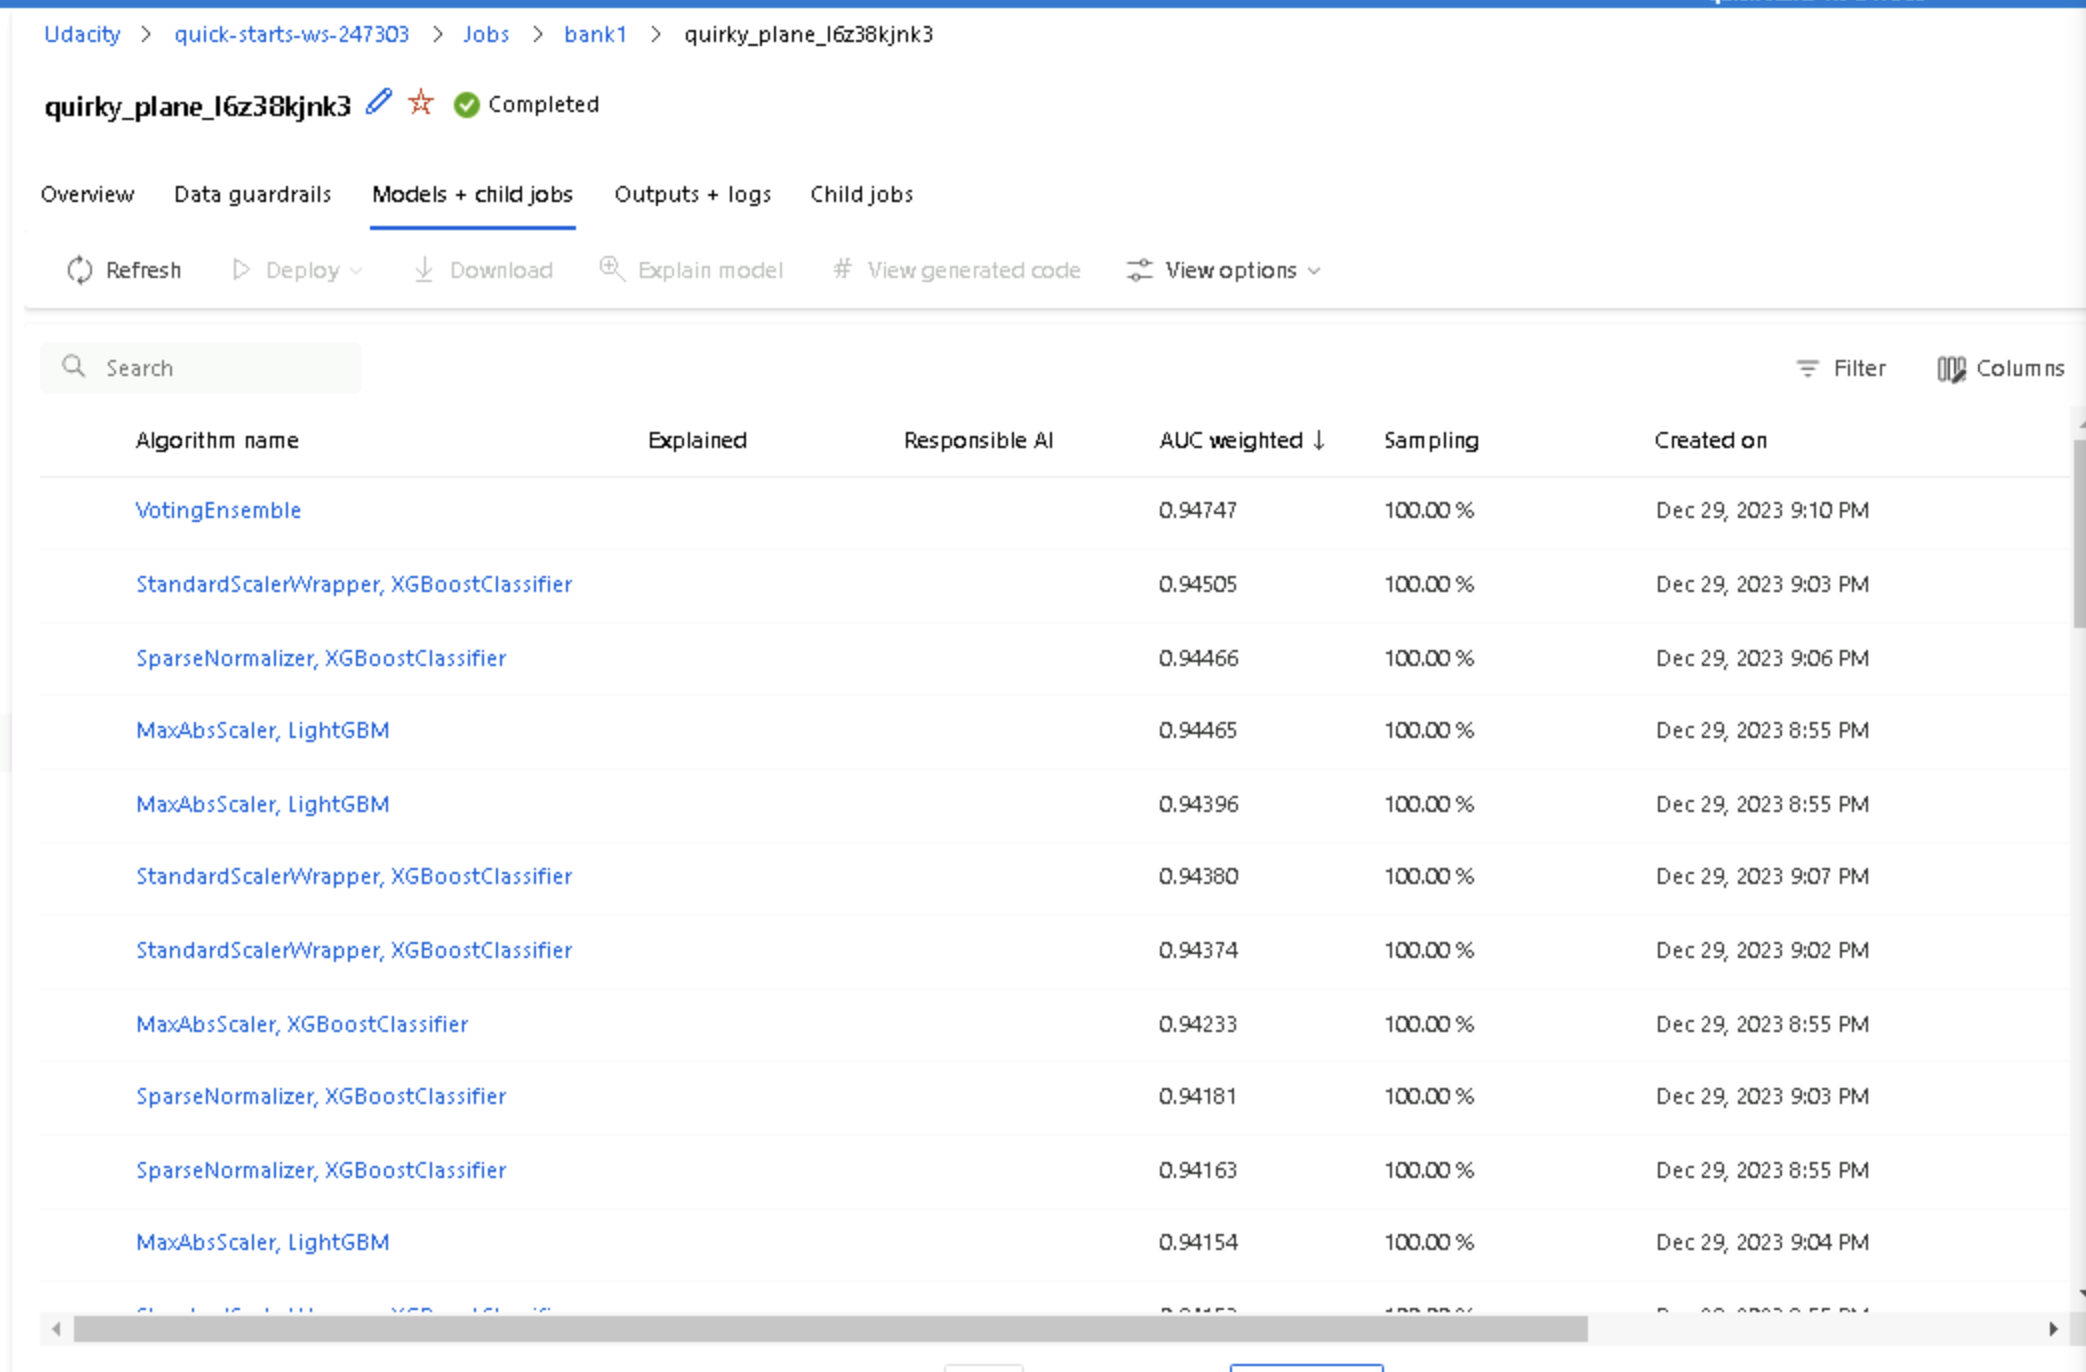 Udacity > quick-starts-ws-247303 > Jobs > bank1 > quirky_plane_l6z38kjnk3
quirky_plane_l6z38kjnk3 Completed
Overview Data guardrails Models + child jobs Outputs + logs Child jobs
Refresh Deploy Download Explain model # View generated code View options
Search Filter Columns
Algorithm name Explained Responsible AI AUC weighted ↓ Sampling Created on
VotingEnsemble 0.94747 100.00 % Dec 29, 2023 9:10 PM
StandardScalerWrapper, XGBoostClassifier 0.94505 100.00 % Dec 29, 2023 9:03 PM
SparseNormalizer, XGBoostClassifier 0.94466 100.00 % Dec 29, 2023 9:06 PM
MaxAbsScaler, LightGBM 0.94465 100.00 % Dec 29, 2023 8:55 PM
MaxAbsScaler, LightGBM 0.94396 100.00 % Dec 29, 2023 8:55 PM
StandardScalerWrapper, XGBoostClassifier 0.94380 100.00 % Dec 29, 2023 9:07 PM
StandardScalerWrapper, XGBoostClassifier 0.94374 100.00 % Dec 29, 2023 9:02 PM
MaxAbsScaler, XGBoostClassifier 0.94233 100.00 % Dec 29, 2023 8:55 PM
SparseNormalizer, XGBoostClassifier 0.94181 100.00 % Dec 29, 2023 9:03 PM
SparseNormalizer, XGBoostClassifier 0.94163 100.00 % Dec 29, 2023 8:55 PM
MaxAbsScaler, LightGBM 0.94154 100.00 % Dec 29, 2023 9:04 PM